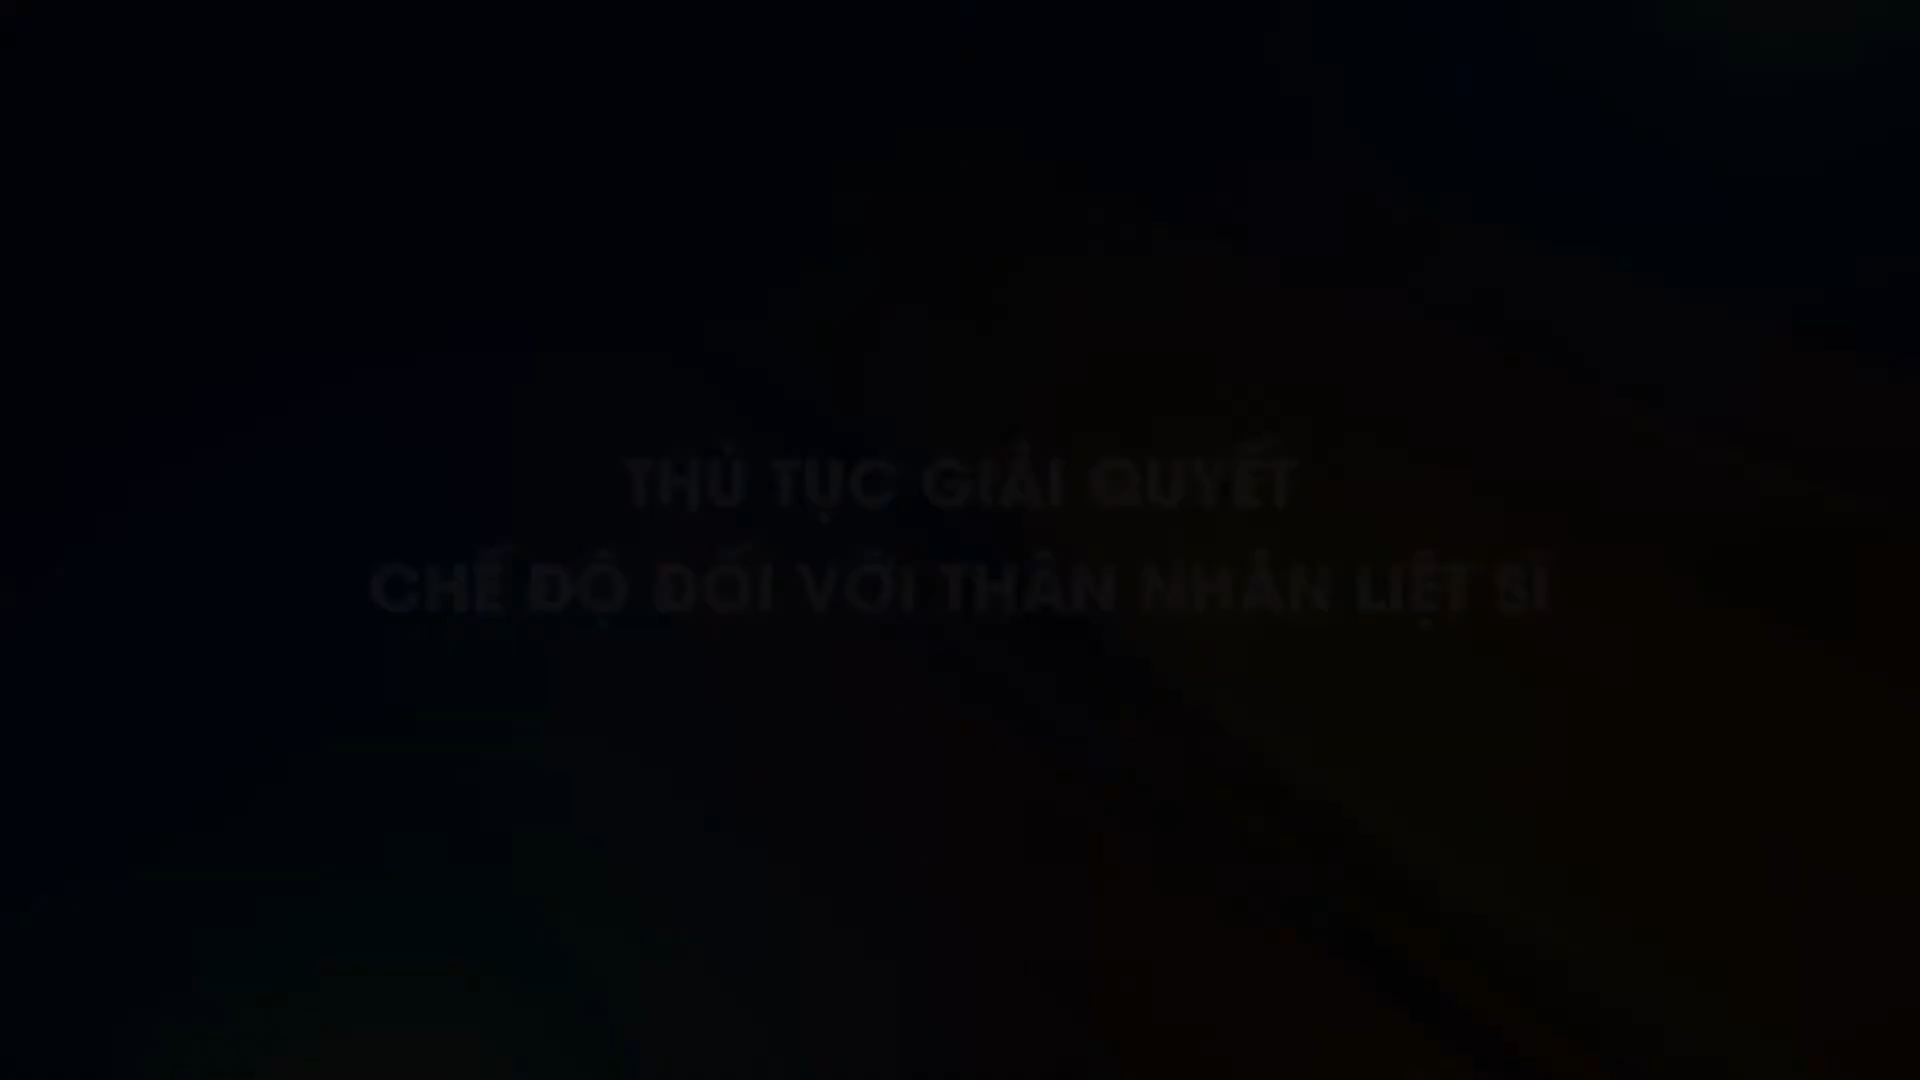 THỦ TỤC GIẢI QUYẾT
CHẾ ĐỘ ĐỐI VỚI THÂN NHÂN LIỆT SĨ